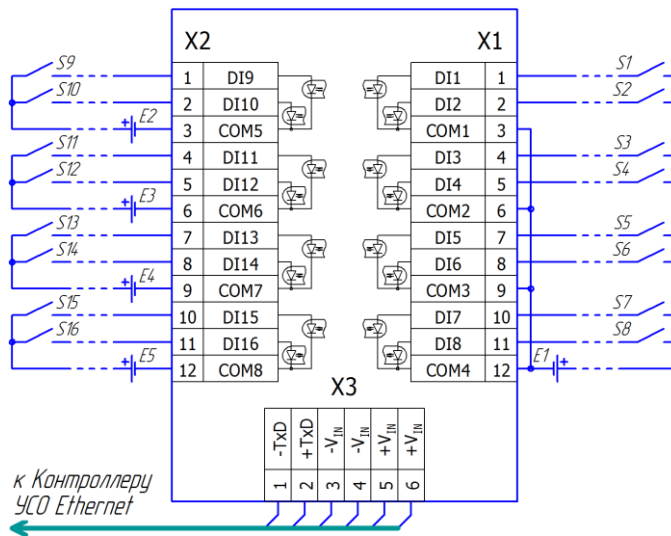 X2
X1
S9
1 DI9
DI1 1
S1
S10
2 DI10
DI2 2
S2
+ E2
3 COM5
COM1 3
S11
4 DI11
DI3 4
S3
S12
5 DI12
DI4 5
S4
+ E3
6 COM6
COM2 6
S13
7 DI13
DI5 7
S5
S14
8 DI14
DI6 8
S6
+ E4
9 COM7
COM3 9
S15
10 DI15
DI7 10
S7
S16
11 DI16
DI8 11
S8
+ E5
12 COM8
COM4 12
E1 +
X3
-TxD
+TxD
-VIN
-VIN
+VIN
+VIN
1 2 3 4 5 6
к Контроллеру
УСО Ethernet